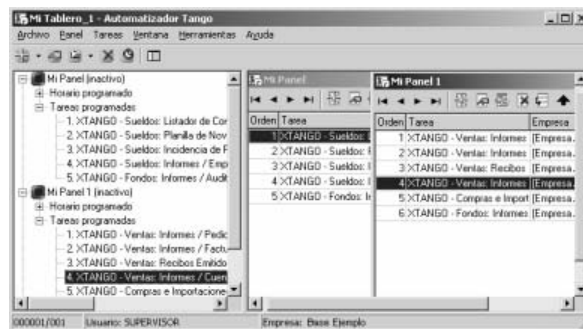 Mi Tablero_1 - Automatizador Tango
Archivo Panel Tareas Ventana Herramientas Ayuda
Mi Panel (inactivo)
Horario programado
Tareas programadas
1. XTANGO - Sueldos: Listador de Cor
2. XTANGO - Sueldos: Planilla de Nov
3. XTANGO - Sueldos: Incidencia de F
4. XTANGO - Sueldos: Informes / Emp
5. XTANGO - Fondos: Informes / Audit
Mi Panel 1 (inactivo)
Horario programado
Tareas programadas
1. XTANGO - Ventas: Informes / Pedic
2. XTANGO - Ventas: Informes / Factu
3. XTANGO - Ventas: Recibos Emitido
4. XTANGO - Ventas: Informes / Cuen
5. XTANGO - Compras e Importacione
Mi Panel
Orden Tarea
1 XTANGO - Sueldos:
2 XTANGO - Sueldos:
3 XTANGO - Sueldos:
4 XTANGO - Sueldos:
5 XTANGO - Fondos:
Mi Panel 1
Orden Tarea Empresa
1 XTANGO - Ventas: Informes [Empresa.
2 XTANGO - Ventas: Informes [Empresa.
3 XTANGO - Ventas: Recibos [Empresa.
4 XTANGO - Ventas: Informes [Empresa.
5 XTANGO - Compras e Import [Empresa.
6 XTANGO - Fondos: Informes [Empresa.
000001/001 Usuario: SUPERVISOR Empresa: Base Ejemplo